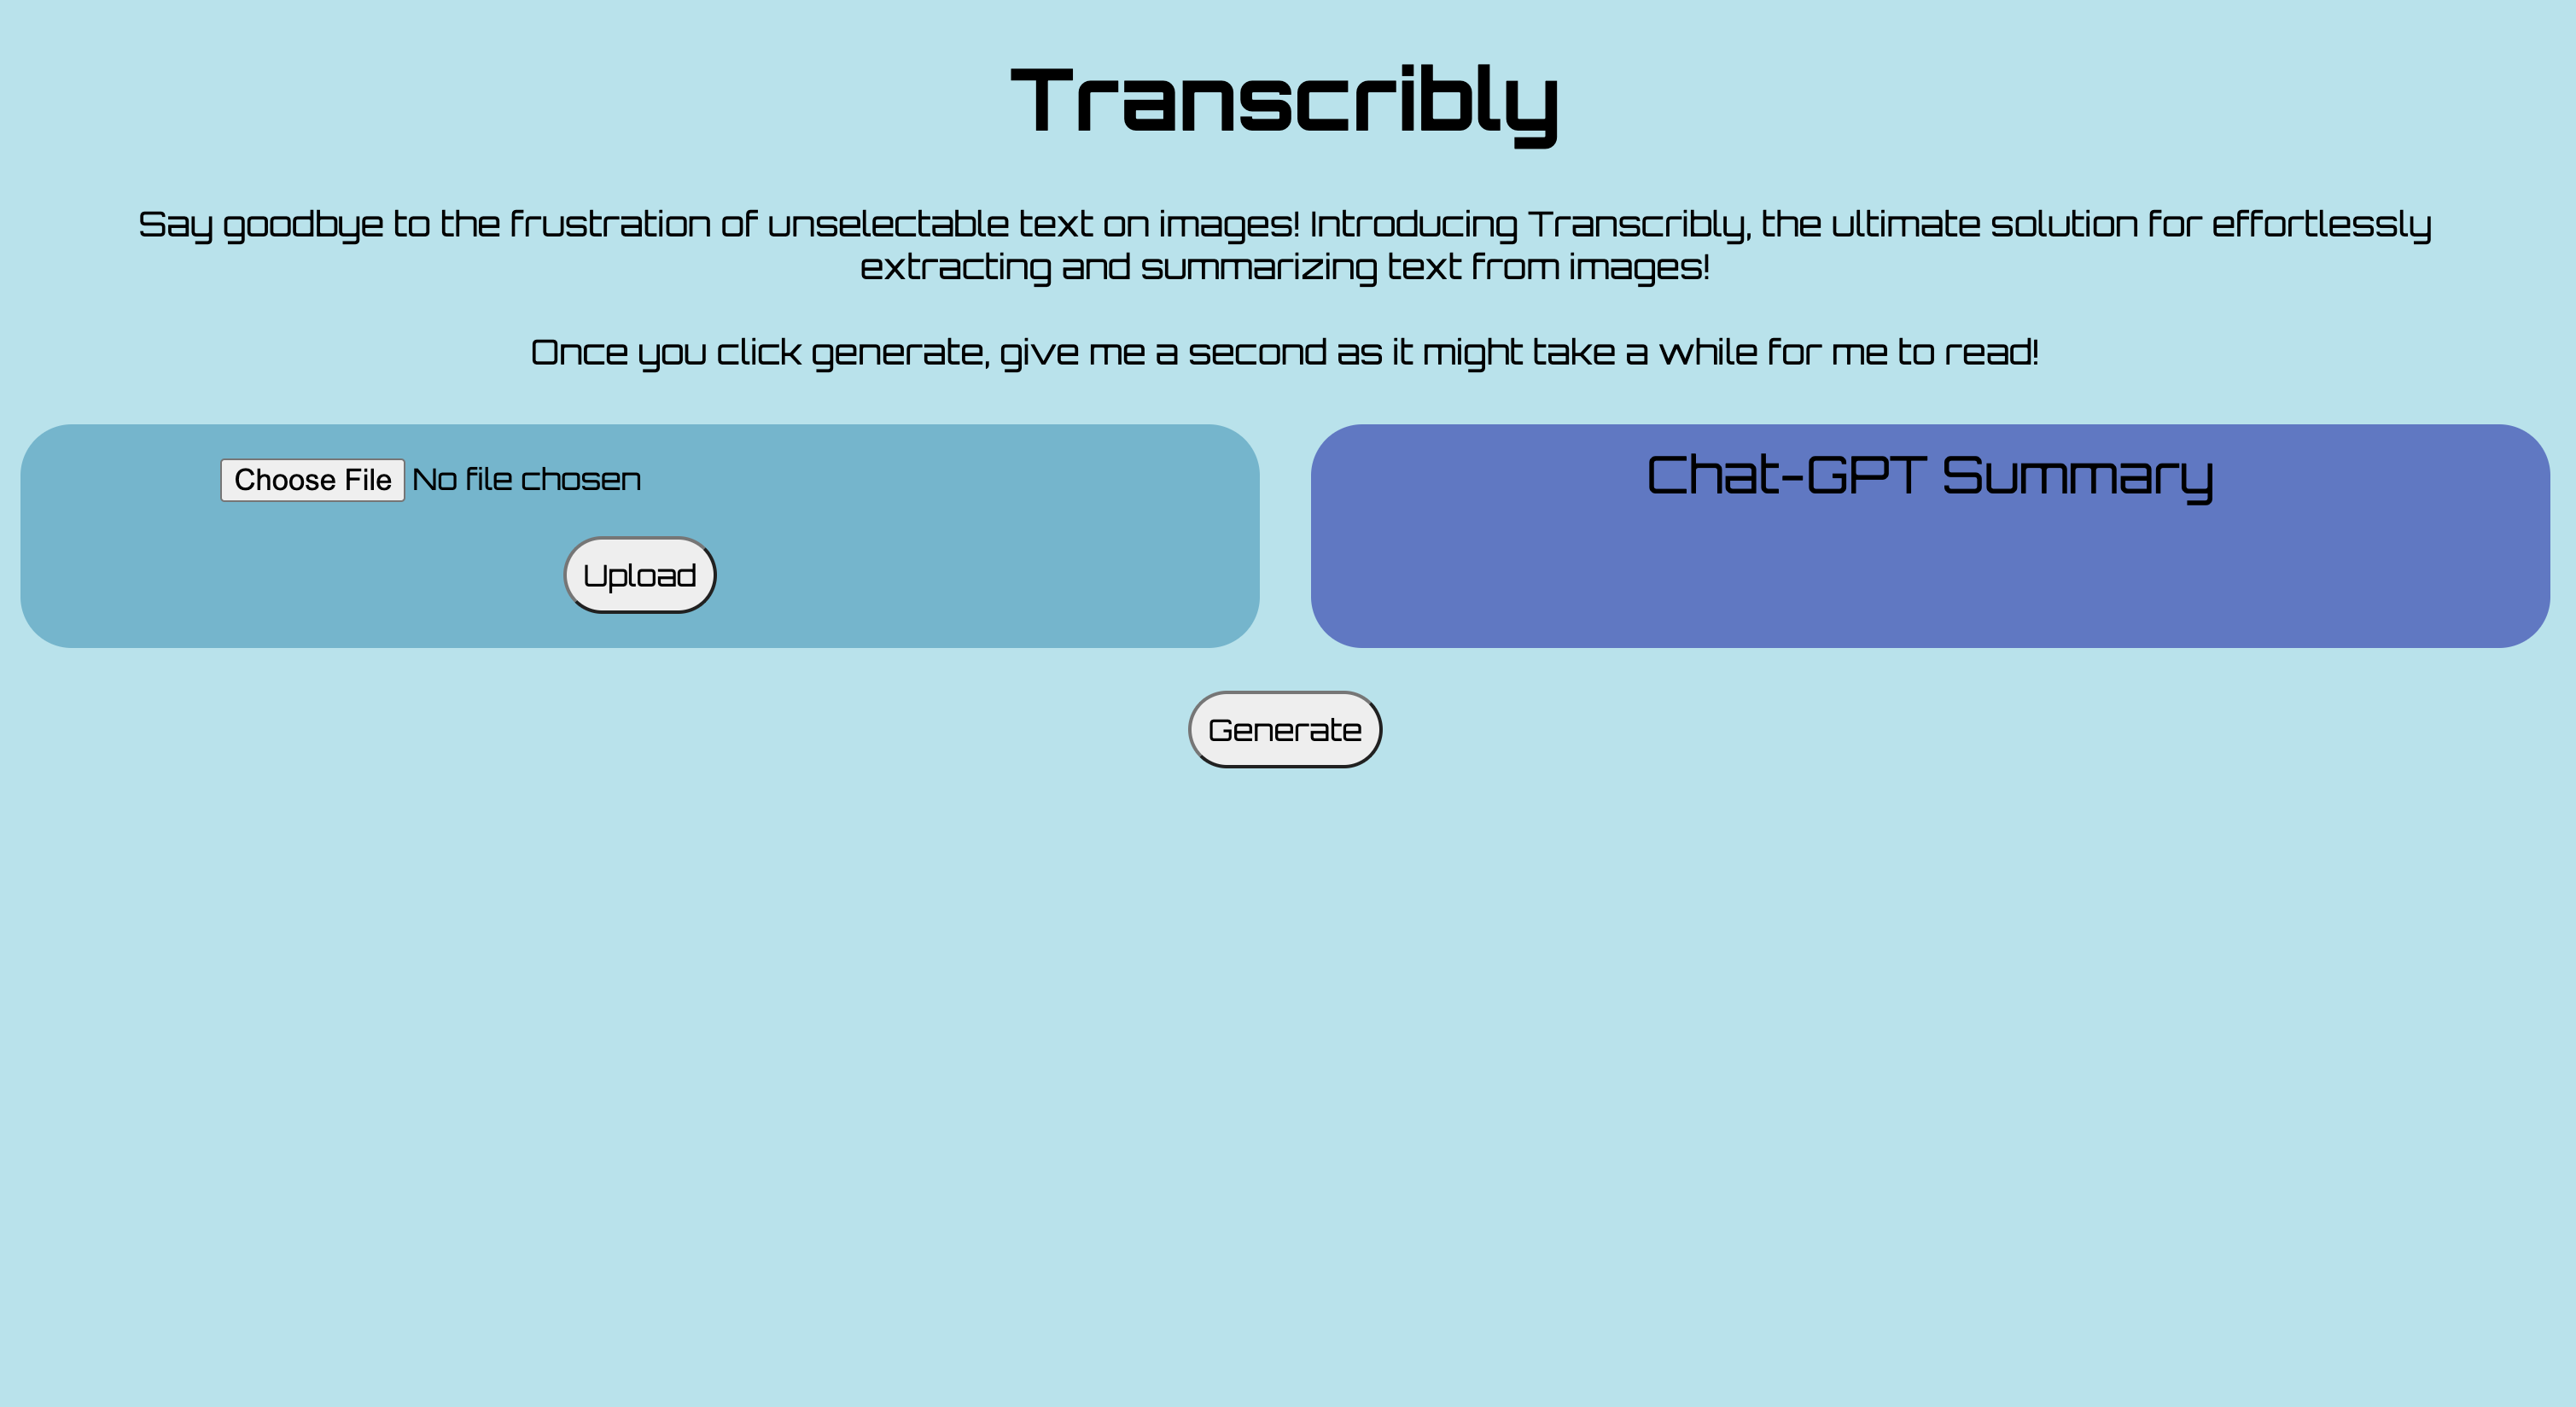 Transcribly
Say goodbye to the frustration of unselectable text on images! Introducing Transcribly, the ultimate solution for effortlessly
extracting and summarizing text from images!
Once you click generate, give me a second as it might take a while for me to read!
Choose File No file chosen
Upload
Chat-GPT Summary
Generate